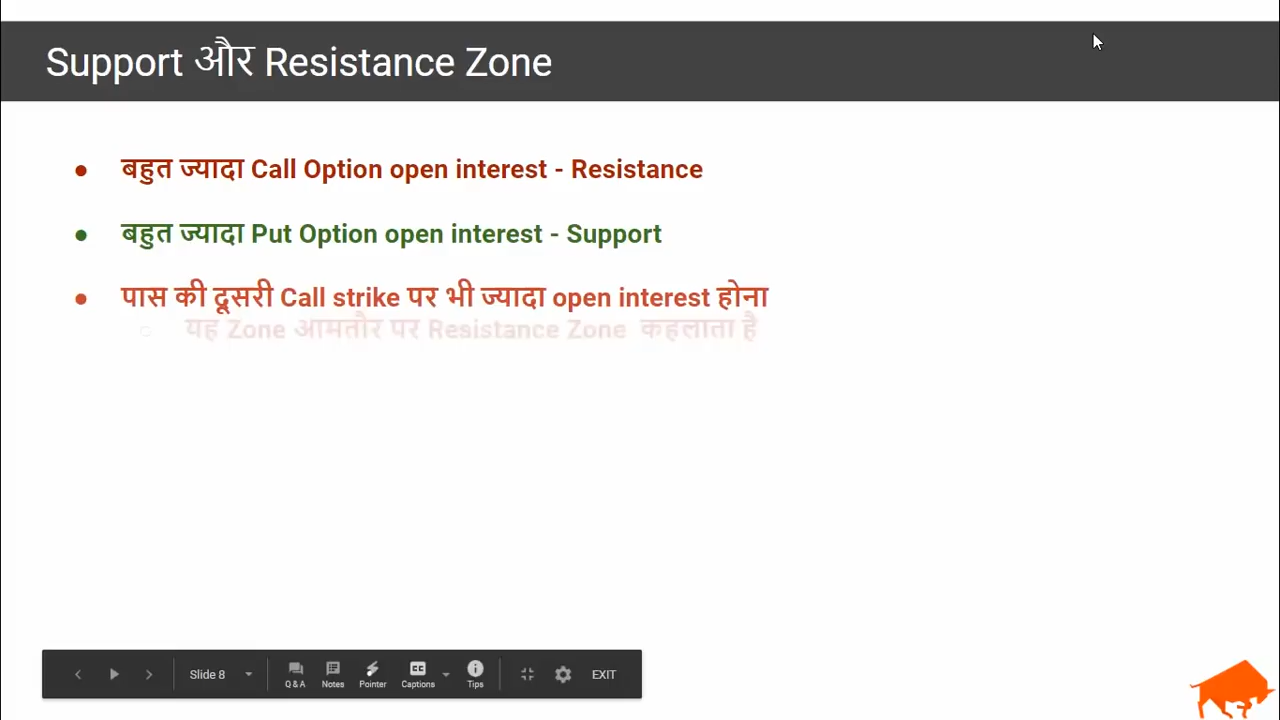 Support और Resistance Zone
बहुत ज्यादा Call Option open interest - Resistance
बहुत ज्यादा Put Option open interest - Support
पास की दूसरी Call strike पर भी ज्यादा open interest होना
यह Zone आमतौर पर Resistance Zone कहलाता है
Slide 8
Q & A Notes Pointer Captions Tips
EXIT